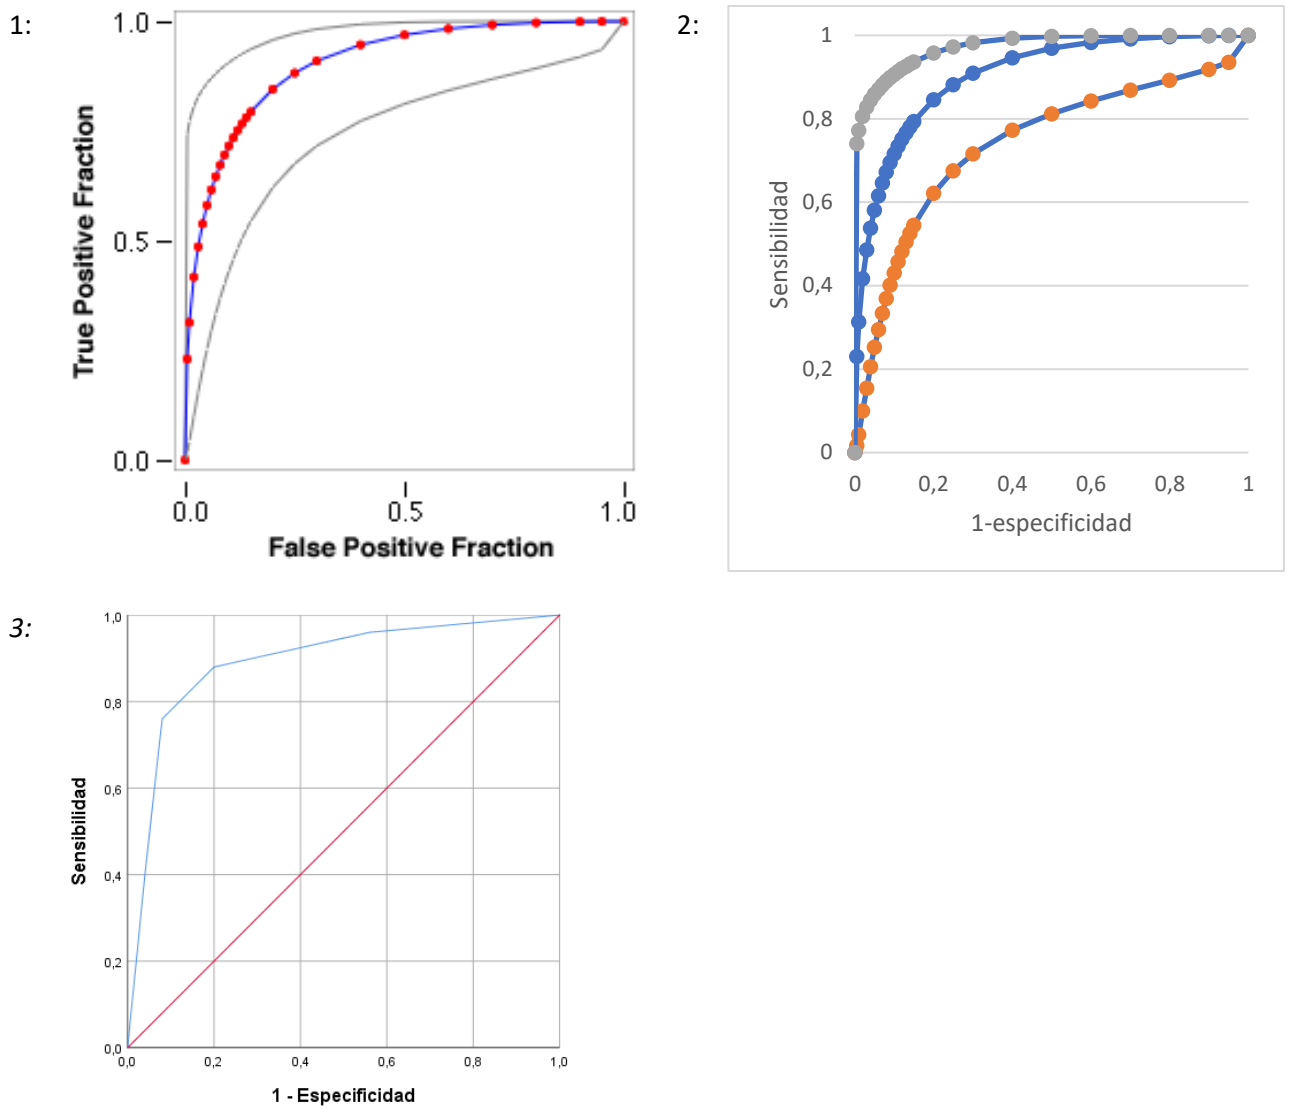 1:
True Positive Fraction
1.0
0.5
0.0
0.0 0.5 1.0
False Positive Fraction
2:
Sensibilidad
1
0,8
0,6
0,4
0,2
0
0 0,2 0,4 0,6 0,8 1
1-especificidad
3:
Sensibilidad
1,0
0,8
0,6
0,4
0,2
0,0
0,0 0,2 0,4 0,6 0,8 1,0
1 - Especificidad